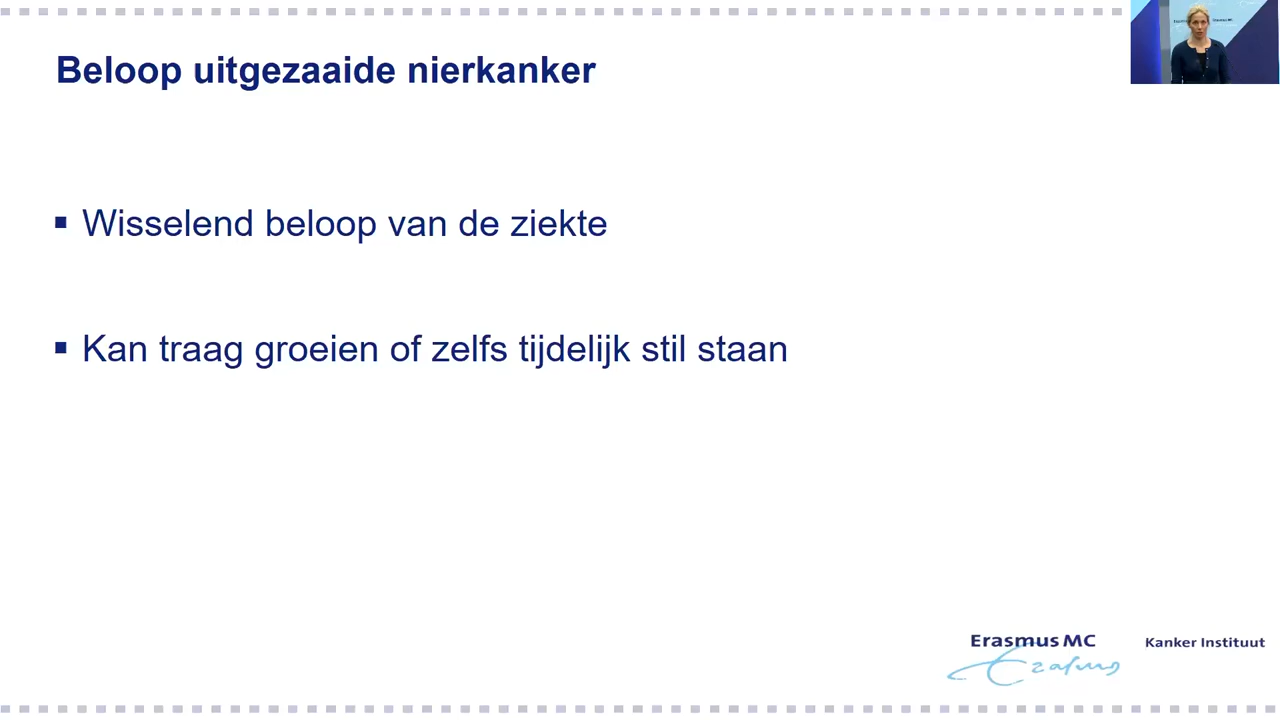 Beloop uitgezaaide nierkanker
Wisselend beloop van de ziekte
Kan traag groeien of zelfs tijdelijk stil staan
Erasmus MC
Erasmus
Kanker Instituut